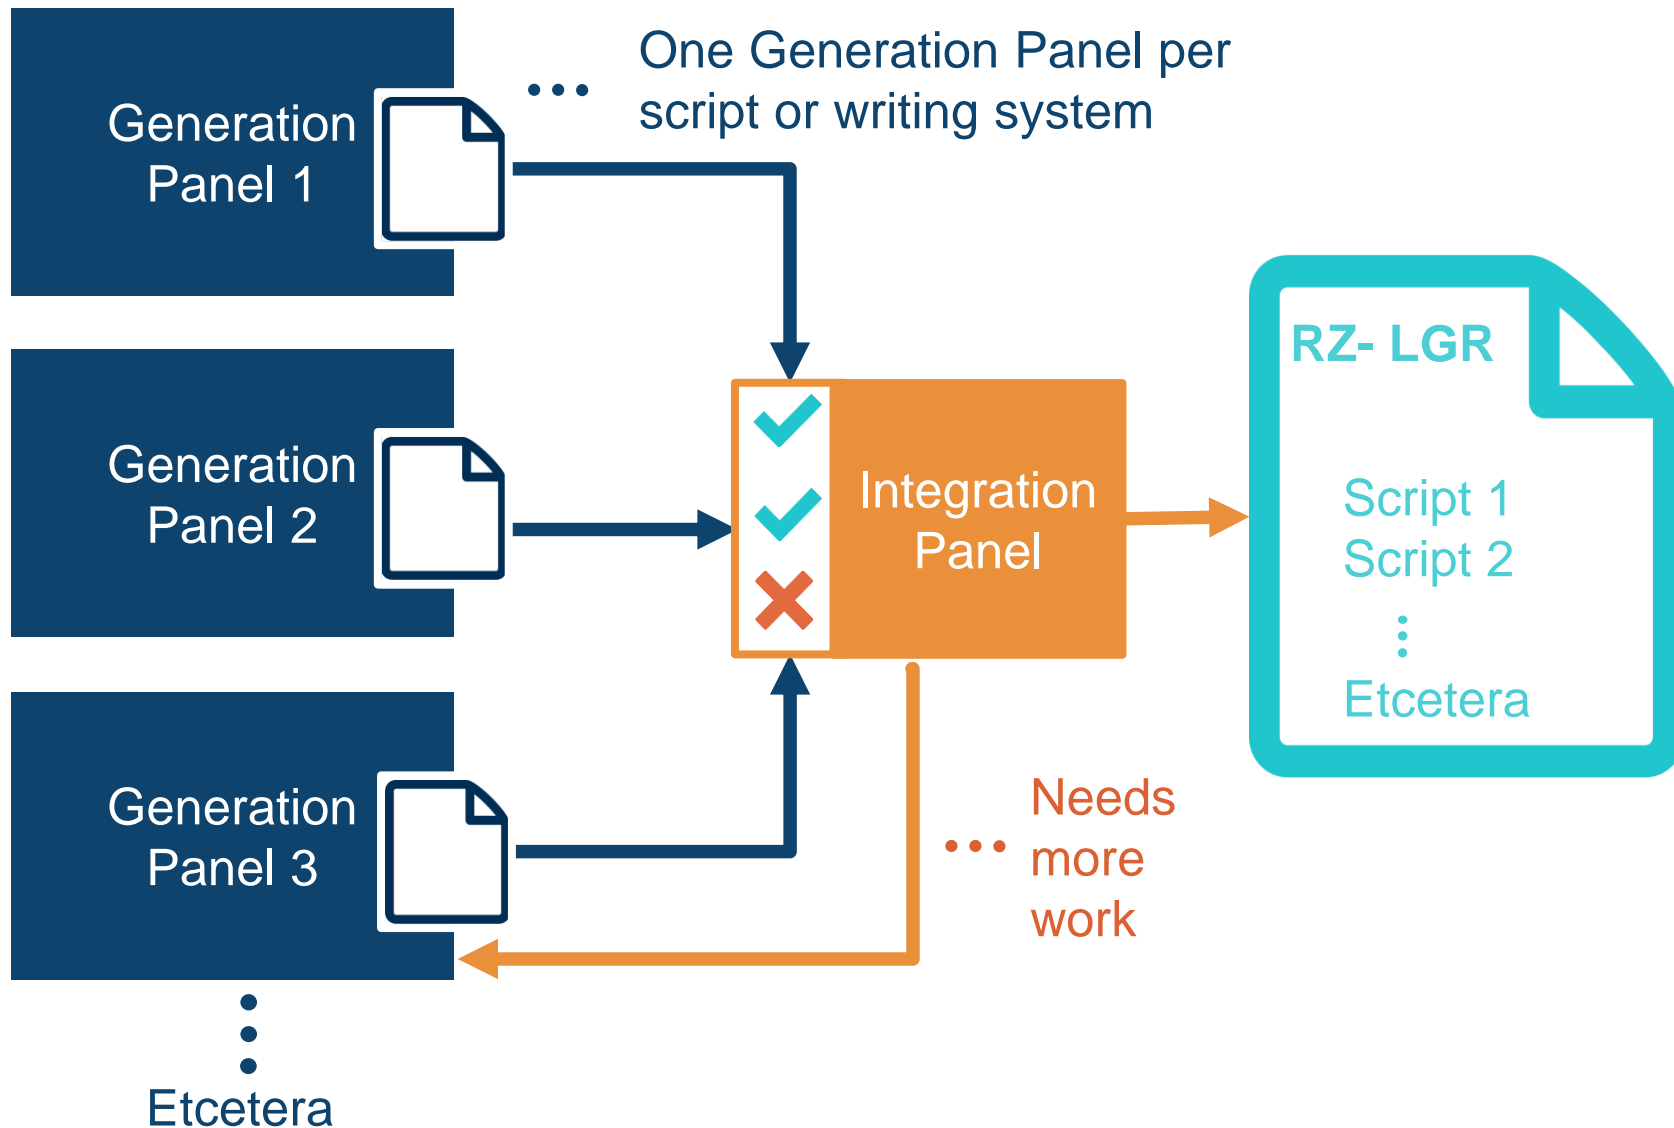 One Generation Panel per
script or writing system
Generation
Panel 1
Generation
Panel 2
Generation
Panel 3
Etcetera
Integration
Panel
Needs
more
work
RZ- LGR
Script 1
Script 2
Etcetera